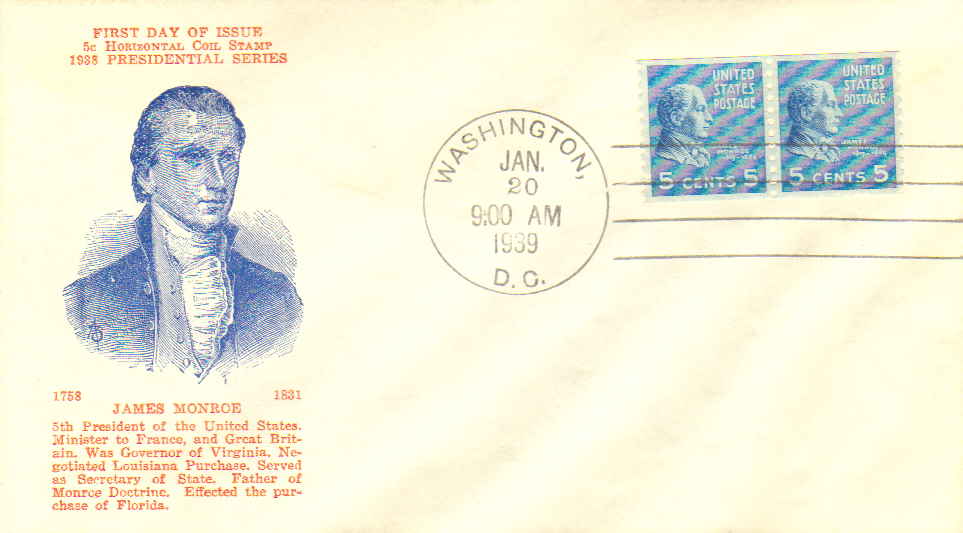 FIRST DAY OF ISSUE
5c HORIZONTAL COIL STAMP
1938 PRESIDENTIAL SERIES
1758 1831
JAMES MONROE
5th President of the United States.
Minister to France, and Great Brit-
ain. Was Governor of Virginia. Ne-
gotiated Louisiana Purchase. Served
as Secretary of State. Father of
Monroe Doctrine. Effected the pur-
chase of Florida.
WASHINGTON,
JAN.
20
9:00 AM
1939
D.C.
UNITED
STATES
POSTAGE
MONROE
5 CENTS 5
UNITED
STATES
POSTAGE
JAMES
5 CENTS 5